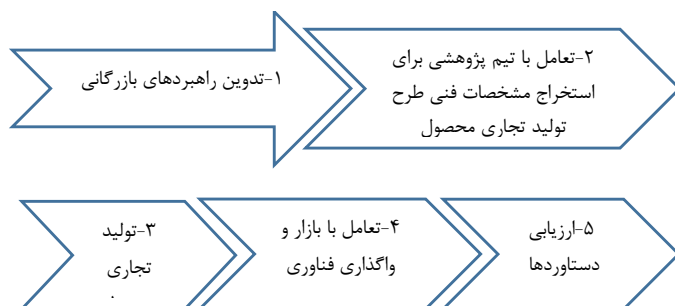 ۱-تدوین راهبردهای بازرگانی
۲-تعامل با تیم پژوهشی برای
استخراج مشخصات فنی طرح
تولید تجاری محصول
۳-تولید
تجاری
۴-تعامل با بازار و
واگذاری فناوری
۵-ارزیابی
دستاوردها